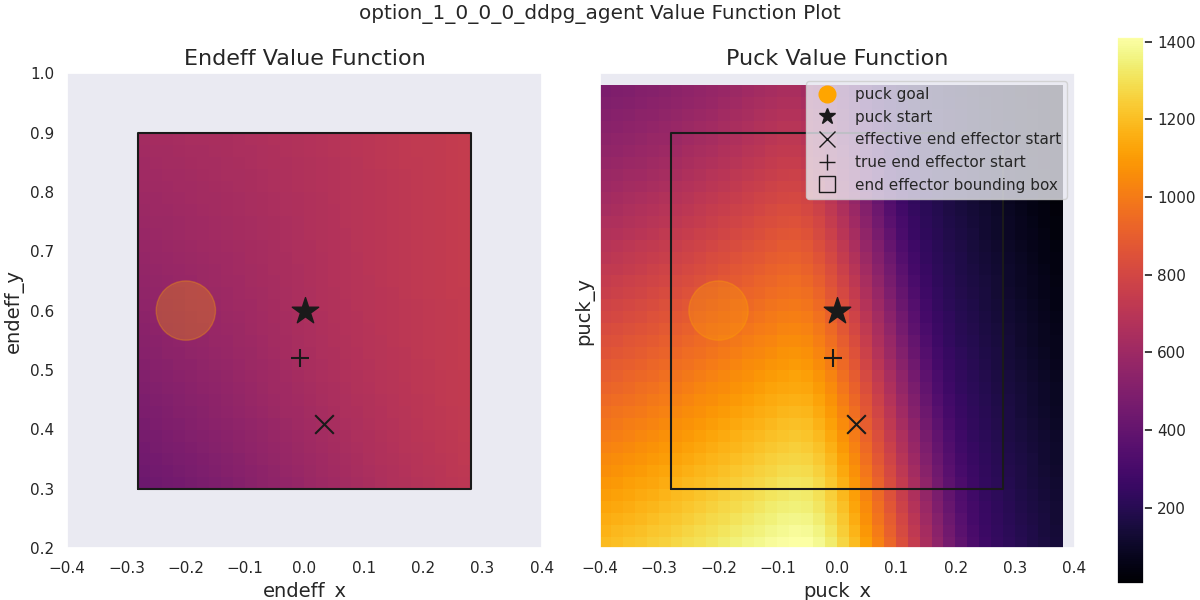 option_1_0_0_0_ddpg_agent Value Function Plot
Endeff Value Function
1.0
0.9
0.8
0.7
0.6
0.5
0.4
0.3
0.2
endeff_y
−0.4 −0.3 −0.2 −0.1 0.0 0.1 0.2 0.3 0.4
endeff_x
Puck Value Function
puck goal
puck start
effective end effector start
true end effector start
end effector bounding box
puck_y
−0.4 −0.3 −0.2 −0.1 0.0 0.1 0.2 0.3 0.4
puck_x
1400
1200
1000
800
600
400
200